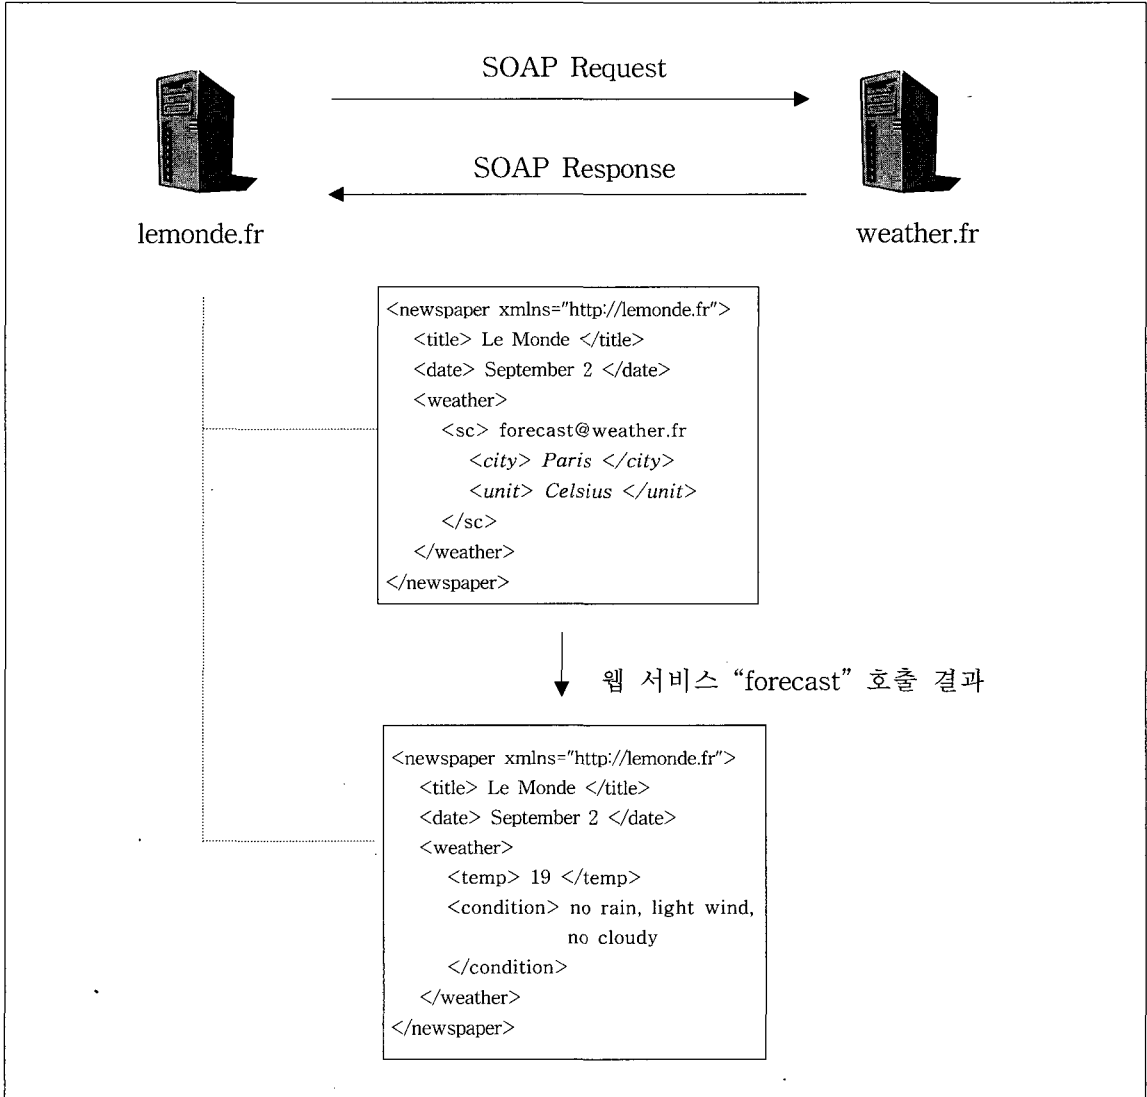 SOAP Request
SOAP Response
lemonde.fr
weather.fr
<newspaper xmlns="http://lemonde.fr">
<title> Le Monde </title>
<date> September 2 </date>
<weather>
<sc> forecast@weather.fr
<city> Paris </city>
<unit> Celsius </unit>
</sc>
</weather>
</newspaper>
웹 서비스 “forecast” 호출 결과
<newspaper xmlns="http://lemonde.fr">
<title> Le Monde </title>
<date> September 2 </date>
<weather>
<temp> 19 </temp>
<condition> no rain, light wind,
no cloudy
</condition>
</weather>
</newspaper>